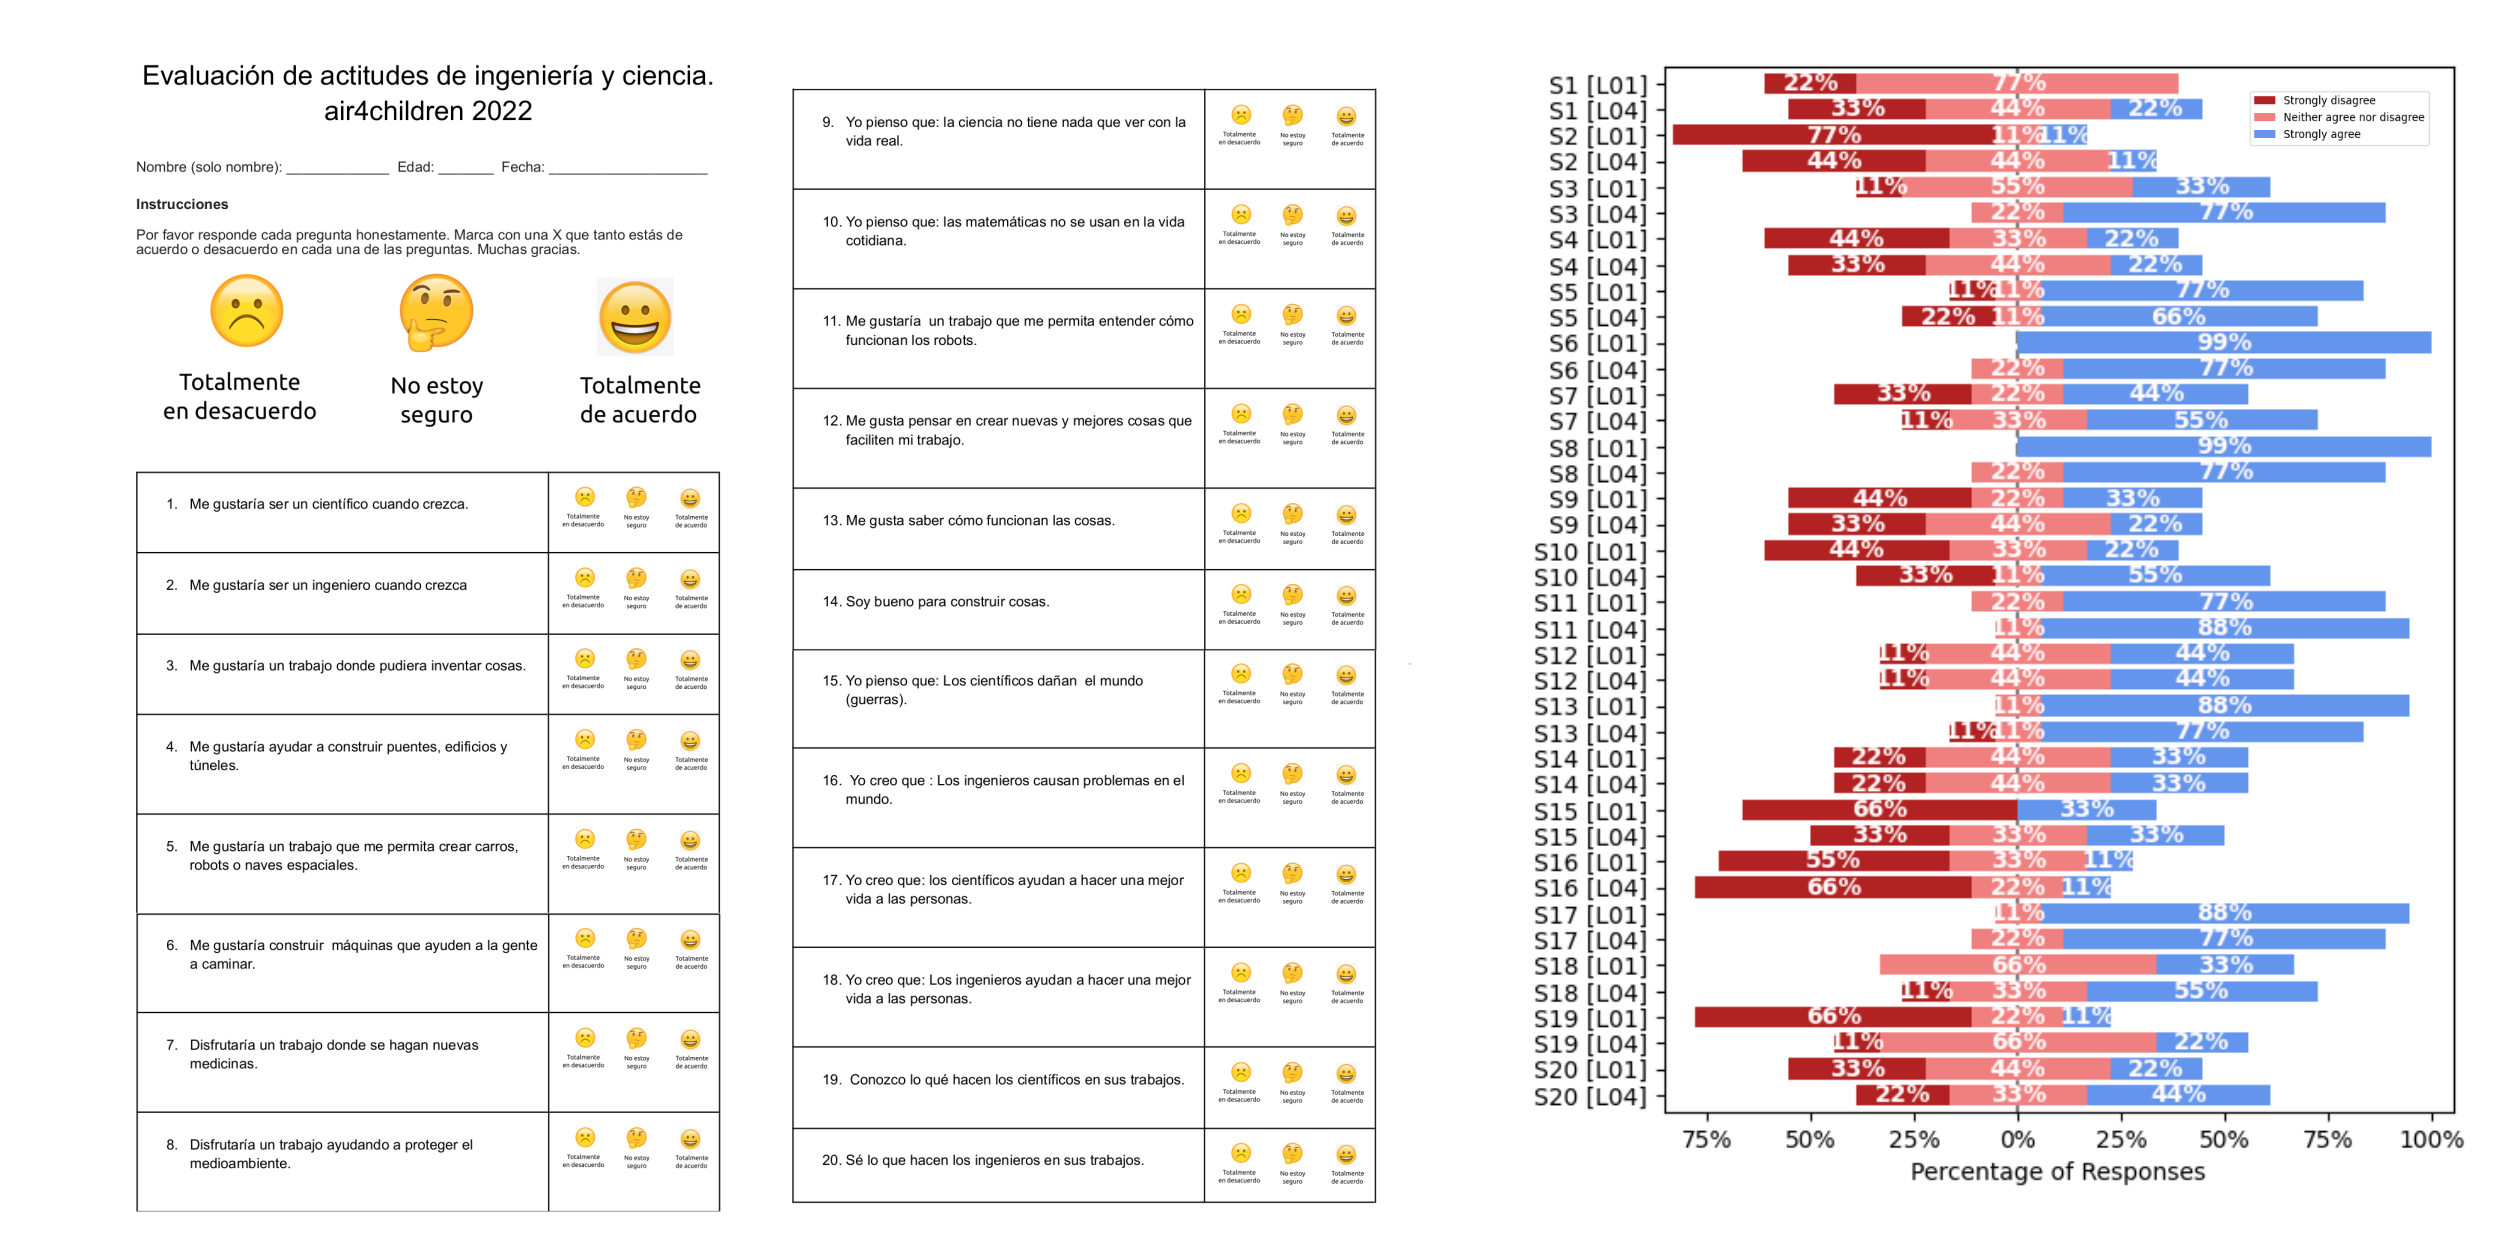 Evaluación de actitudes de ingeniería y ciencia.
air4children 2022
Nombre (solo nombre): _____________ Edad: _______ Fecha: ____________________
Instrucciones
Por favor responde cada pregunta honestamente. Marca con una X que tanto estás de
acuerdo o desacuerdo en cada una de las preguntas. Muchas gracias.
Totalmente
en desacuerdo
No estoy
seguro
Totalmente
de acuerdo
1. Me gustaría ser un científico cuando crezca.
Totalmente
en desacuerdo
No estoy
seguro
Totalmente
de acuerdo
2. Me gustaría ser un ingeniero cuando crezca
Totalmente
en desacuerdo
No estoy
seguro
Totalmente
de acuerdo
3. Me gustaría un trabajo donde pudiera inventar cosas.
Totalmente
en desacuerdo
No estoy
seguro
Totalmente
de acuerdo
4. Me gustaría ayudar a construir puentes, edificios y
túneles.
Totalmente
en desacuerdo
No estoy
seguro
Totalmente
de acuerdo
5. Me gustaría un trabajo que me permita crear carros,
robots o naves espaciales.
Totalmente
en desacuerdo
No estoy
seguro
Totalmente
de acuerdo
6. Me gustaría construir máquinas que ayuden a la gente
a caminar.
Totalmente
en desacuerdo
No estoy
seguro
Totalmente
de acuerdo
7. Disfrutaría un trabajo donde se hagan nuevas
medicinas.
Totalmente
en desacuerdo
No estoy
seguro
Totalmente
de acuerdo
8. Disfrutaría un trabajo ayudando a proteger el
medioambiente.
Totalmente
en desacuerdo
No estoy
seguro
Totalmente
de acuerdo
9. Yo pienso que: la ciencia no tiene nada que ver con la
vida real.
Totalmente
en desacuerdo
No estoy
seguro
Totalmente
de acuerdo
10. Yo pienso que: las matemáticas no se usan en la vida
cotidiana.
Totalmente
en desacuerdo
No estoy
seguro
Totalmente
de acuerdo
11. Me gustaría un trabajo que me permita entender cómo
funcionan los robots.
Totalmente
en desacuerdo
No estoy
seguro
Totalmente
de acuerdo
12. Me gusta pensar en crear nuevas y mejores cosas que
faciliten mi trabajo.
Totalmente
en desacuerdo
No estoy
seguro
Totalmente
de acuerdo
13. Me gusta saber cómo funcionan las cosas.
Totalmente
en desacuerdo
No estoy
seguro
Totalmente
de acuerdo
14. Soy bueno para construir cosas.
Totalmente
en desacuerdo
No estoy
seguro
Totalmente
de acuerdo
15. Yo pienso que: Los científicos dañan el mundo
(guerras).
Totalmente
en desacuerdo
No estoy
seguro
Totalmente
de acuerdo
16. Yo creo que : Los ingenieros causan problemas en el
mundo.
Totalmente
en desacuerdo
No estoy
seguro
Totalmente
de acuerdo
17. Yo creo que: los científicos ayudan a hacer una mejor
vida a las personas.
Totalmente
en desacuerdo
No estoy
seguro
Totalmente
de acuerdo
18. Yo creo que: Los ingenieros ayudan a hacer una mejor
vida a las personas.
Totalmente
en desacuerdo
No estoy
seguro
Totalmente
de acuerdo
19. Conozco lo qué hacen los científicos en sus trabajos.
Totalmente
en desacuerdo
No estoy
seguro
Totalmente
de acuerdo
20. Sé lo que hacen los ingenieros en sus trabajos.
Totalmente
en desacuerdo
No estoy
seguro
Totalmente
de acuerdo
Strongly disagree
Neither agree nor disagree
Strongly agree
S1 [L01] 22% 77%
S1 [L04] 33% 44% 22%
S2 [L01] 77% 11% 11%
S2 [L04] 44% 44% 11%
S3 [L01] 11% 55% 33%
S3 [L04] 22% 77%
S4 [L01] 44% 33% 22%
S4 [L04] 33% 44% 22%
S5 [L01] 11% 11% 77%
S5 [L04] 22% 11% 66%
S6 [L01] 99%
S6 [L04] 22% 77%
S7 [L01] 33% 22% 44%
S7 [L04] 11% 33% 55%
S8 [L01] 99%
S8 [L04] 22% 77%
S9 [L01] 44% 22% 33%
S9 [L04] 33% 44% 22%
S10 [L01] 44% 33% 22%
S10 [L04] 33% 11% 55%
S11 [L01] 22% 77%
S11 [L04] 11% 88%
S12 [L01] 11% 44% 44%
S12 [L04] 11% 44% 44%
S13 [L01] 11% 88%
S13 [L04] 11% 11% 77%
S14 [L01] 22% 44% 33%
S14 [L04] 22% 44% 33%
S15 [L01] 66% 33%
S15 [L04] 33% 33% 33%
S16 [L01] 55% 33% 11%
S16 [L04] 66% 22% 11%
S17 [L01] 11% 88%
S17 [L04] 22% 77%
S18 [L01] 66% 33%
S18 [L04] 11% 33% 55%
S19 [L01] 66% 22% 11%
S19 [L04] 11% 66% 22%
S20 [L01] 33% 44% 22%
S20 [L04] 22% 33% 44%
75% 50% 25% 0% 25% 50% 75% 100%
Percentage of Responses